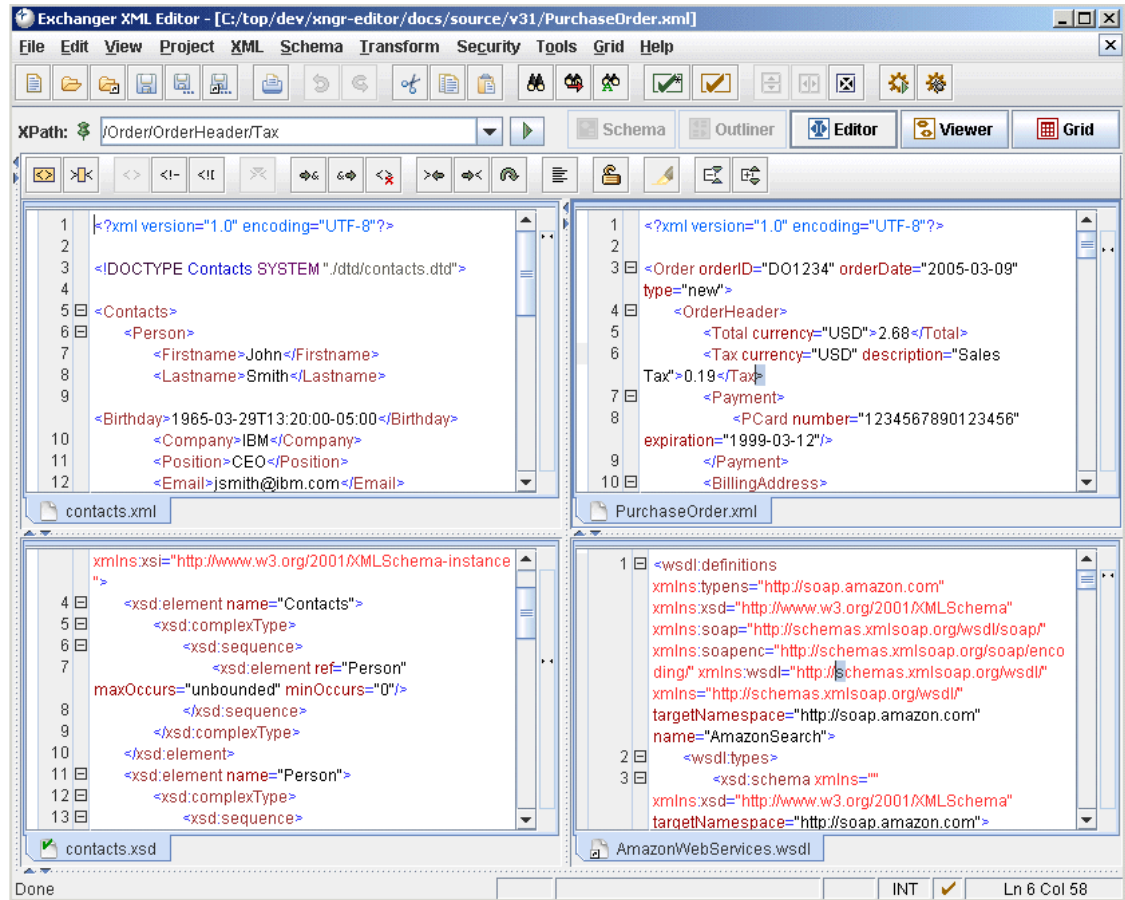 Exchanger XML Editor - [C:/top/dev/xngr-editor/docs/source/v31/PurchaseOrder.xml]
File Edit View Project XML Schema Transform Security Tools Grid Help
XPath: /Order/OrderHeader/Tax Schema Outliner Editor Viewer Grid
1 <?xml version="1.0" encoding="UTF-8"?>
2
3 <!DOCTYPE Contacts SYSTEM "./dtd/contacts.dtd">
4
5 <Contacts>
6 <Person>
7 <Firstname>John</Firstname>
8 <Lastname>Smith</Lastname>
9
<Birthday>1965-03-29T13:20:00-05:00</Birthday>
10 <Company>IBM</Company>
11 <Position>CEO</Position>
12 <Email>jsmith@ibm.com</Email>
contacts.xml
1 <?xml version="1.0" encoding="UTF-8"?>
2
3 <Order orderID="DO1234" orderDate="2005-03-09"
type="new">
4 <OrderHeader>
5 <Total currency="USD">2.68</Total>
6 <Tax currency="USD" description="Sales
Tax">0.19</Tax>
7 <Payment>
8 <PCard number="1234567890123456"
expiration="1999-03-12"/>
9 </Payment>
10 <BillingAddress>
PurchaseOrder.xml
xmlns:xsi="http://www.w3.org/2001/XMLSchema-instance
">
4 <xsd:element name="Contacts">
5 <xsd:complexType>
6 <xsd:sequence>
7 <xsd:element ref="Person"
maxOccurs="unbounded" minOccurs="0"/>
8 </xsd:sequence>
9 </xsd:complexType>
10 </xsd:element>
11 <xsd:element name="Person">
12 <xsd:complexType>
13 <xsd:sequence>
contacts.xsd
1 <wsdl:definitions
xmlns:typens="http://soap.amazon.com"
xmlns:xsd="http://www.w3.org/2001/XMLSchema"
xmlns:soap="http://schemas.xmlsoap.org/wsdl/soap/"
xmlns:soapenc="http://schemas.xmlsoap.org/soap/enco
ding/" xmlns:wsdl="http://schemas.xmlsoap.org/wsdl/"
xmlns="http://schemas.xmlsoap.org/wsdl/"
targetNamespace="http://soap.amazon.com"
name="AmazonSearch">
2 <wsdl:types>
3 <xsd:schema xmlns=""
xmlns:xsd="http://www.w3.org/2001/XMLSchema"
targetNamespace="http://soap.amazon.com">
AmazonWebServices.wsdl
Done INT Ln 6 Col 58